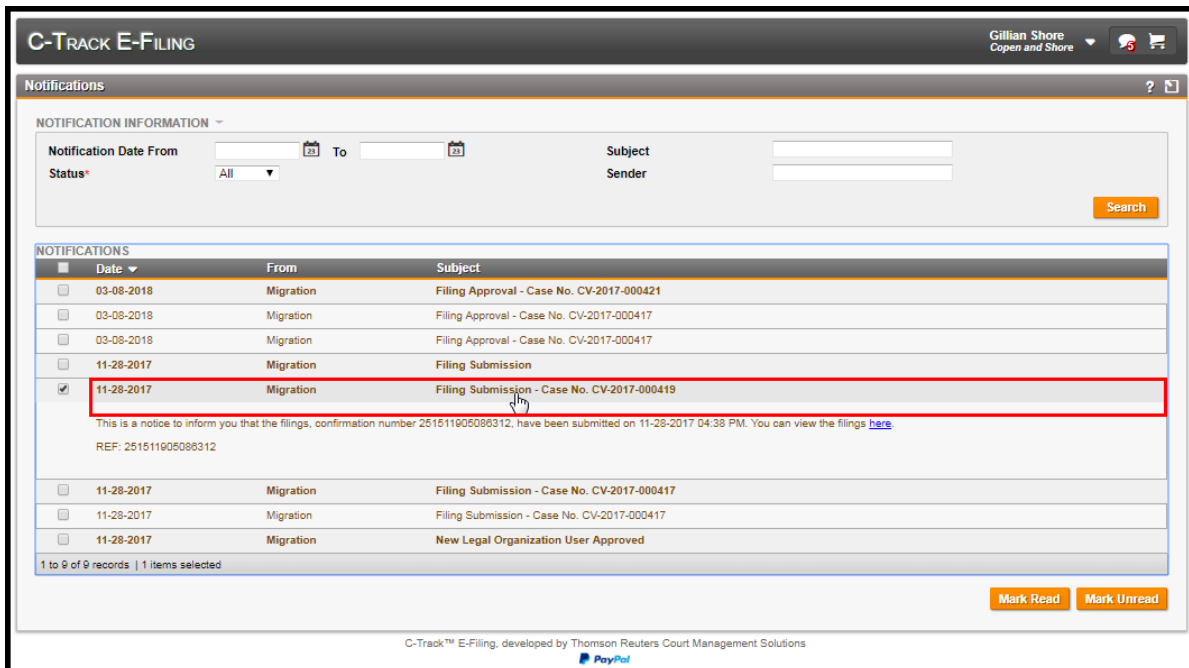 C-TRACK E-FILING
Gillian Shore
Copen and Shore
5
Notifications ?
NOTIFICATION INFORMATION
Notification Date From 23 To 23 Subject
Status* All Sender
Search
NOTIFICATIONS
Date From Subject
03-08-2018 Migration Filing Approval - Case No. CV-2017-000421
03-08-2018 Migration Filing Approval - Case No. CV-2017-000417
03-08-2018 Migration Filing Approval - Case No. CV-2017-000417
11-28-2017 Migration Filing Submission
11-28-2017 Migration Filing Submission - Case No. CV-2017-000419
This is a notice to inform you that the filings, confirmation number 251511905086312, have been submitted on 11-28-2017 04:38 PM. You can view the filings here.
REF: 251511905086312
11-28-2017 Migration Filing Submission - Case No. CV-2017-000417
11-28-2017 Migration Filing Submission - Case No. CV-2017-000417
11-28-2017 Migration New Legal Organization User Approved
1 to 9 of 9 records | 1 items selected
Mark Read Mark Unread
C-Track™ E-Filing, developed by Thomson Reuters Court Management Solutions
PayPal